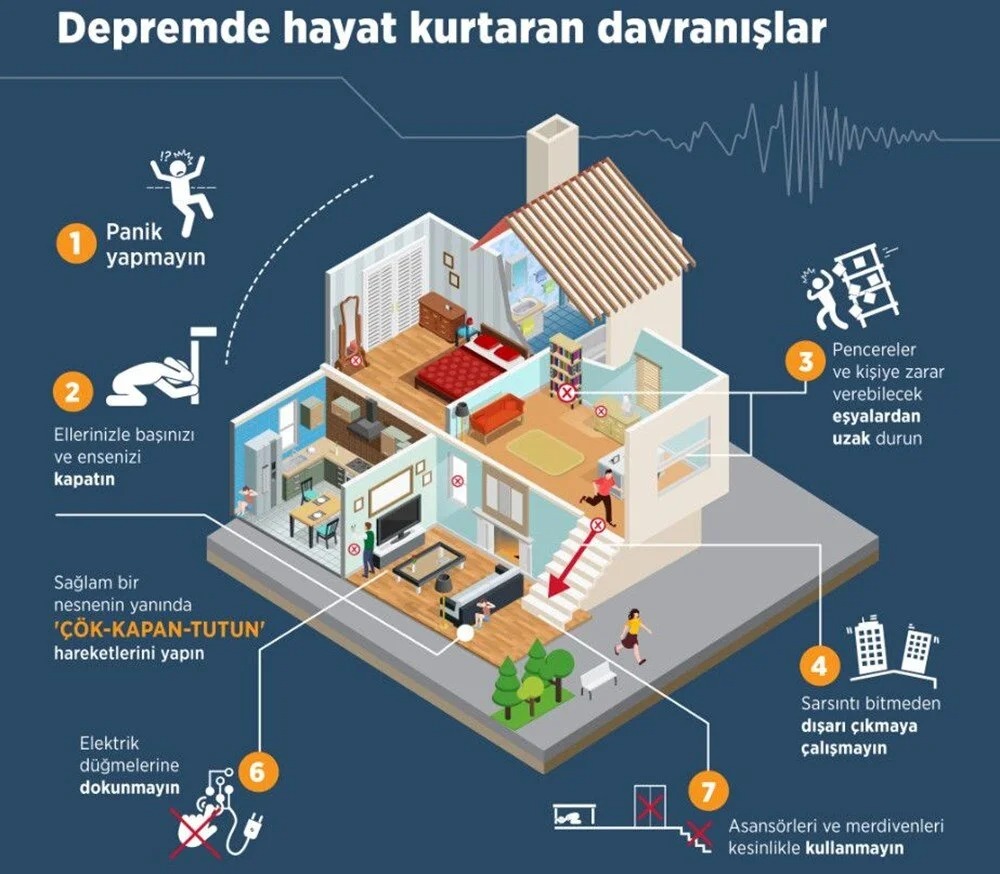 Depremde hayat kurtaran davranışlar
!?
1
Panik
yapmayın
2
Ellerinizle başınızı
ve ensenizi
kapatın
3
Pencereler
ve kişiye zarar
verebilecek
eşyalardan
uzak durun
Sağlam bir
nesnenin yanında
'ÇÖK-KAPAN-TUTUN'
hareketlerini yapın
4
Sarsıntı bitmeden
dışarı çıkmaya
çalışmayın
6
Elektrik
düğmelerine
dokunmayın
7
Asansörleri ve merdivenleri
kesinlikle kullanmayın